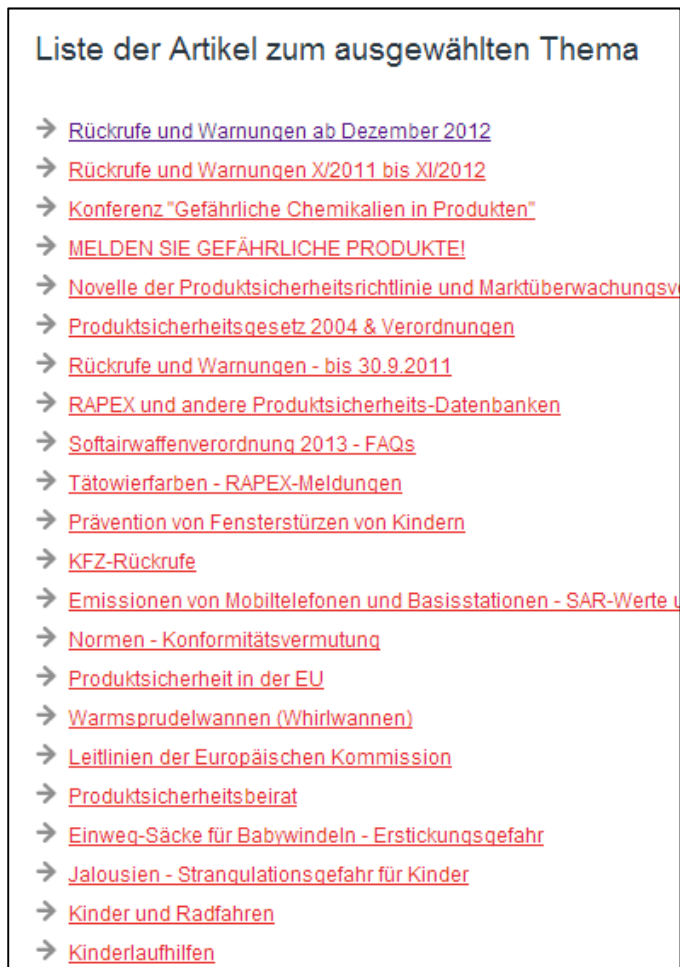 Liste der Artikel zum ausgewählten Thema
→ Rückrufe und Warnungen ab Dezember 2012
→ Rückrufe und Warnungen X/2011 bis XI/2012
→ Konferenz "Gefährliche Chemikalien in Produkten"
→ MELDEN SIE GEFÄHRLICHE PRODUKTE!
→ Novelle der Produktsicherheitsrichtlinie und Marktüberwachungsv
→ Produktsicherheitsgesetz 2004 & Verordnungen
→ Rückrufe und Warnungen - bis 30.9.2011
→ RAPEX und andere Produktsicherheits-Datenbanken
→ Softairwaffenverordnung 2013 - FAQs
→ Tätowierfarben - RAPEX-Meldungen
→ Prävention von Fensterstürzen von Kindern
→ KFZ-Rückrufe
→ Emissionen von Mobiltelefonen und Basisstationen - SAR-Werte u
→ Normen - Konformitätsvermutung
→ Produktsicherheit in der EU
→ Warmsprudelwannen (Whirlwannen)
→ Leitlinien der Europäischen Kommission
→ Produktsicherheitsbeirat
→ Einweg-Säcke für Babywindeln - Erstickungsgefahr
→ Jalousien - Strangulationsgefahr für Kinder
→ Kinder und Radfahren
→ Kinderlaufhilfen